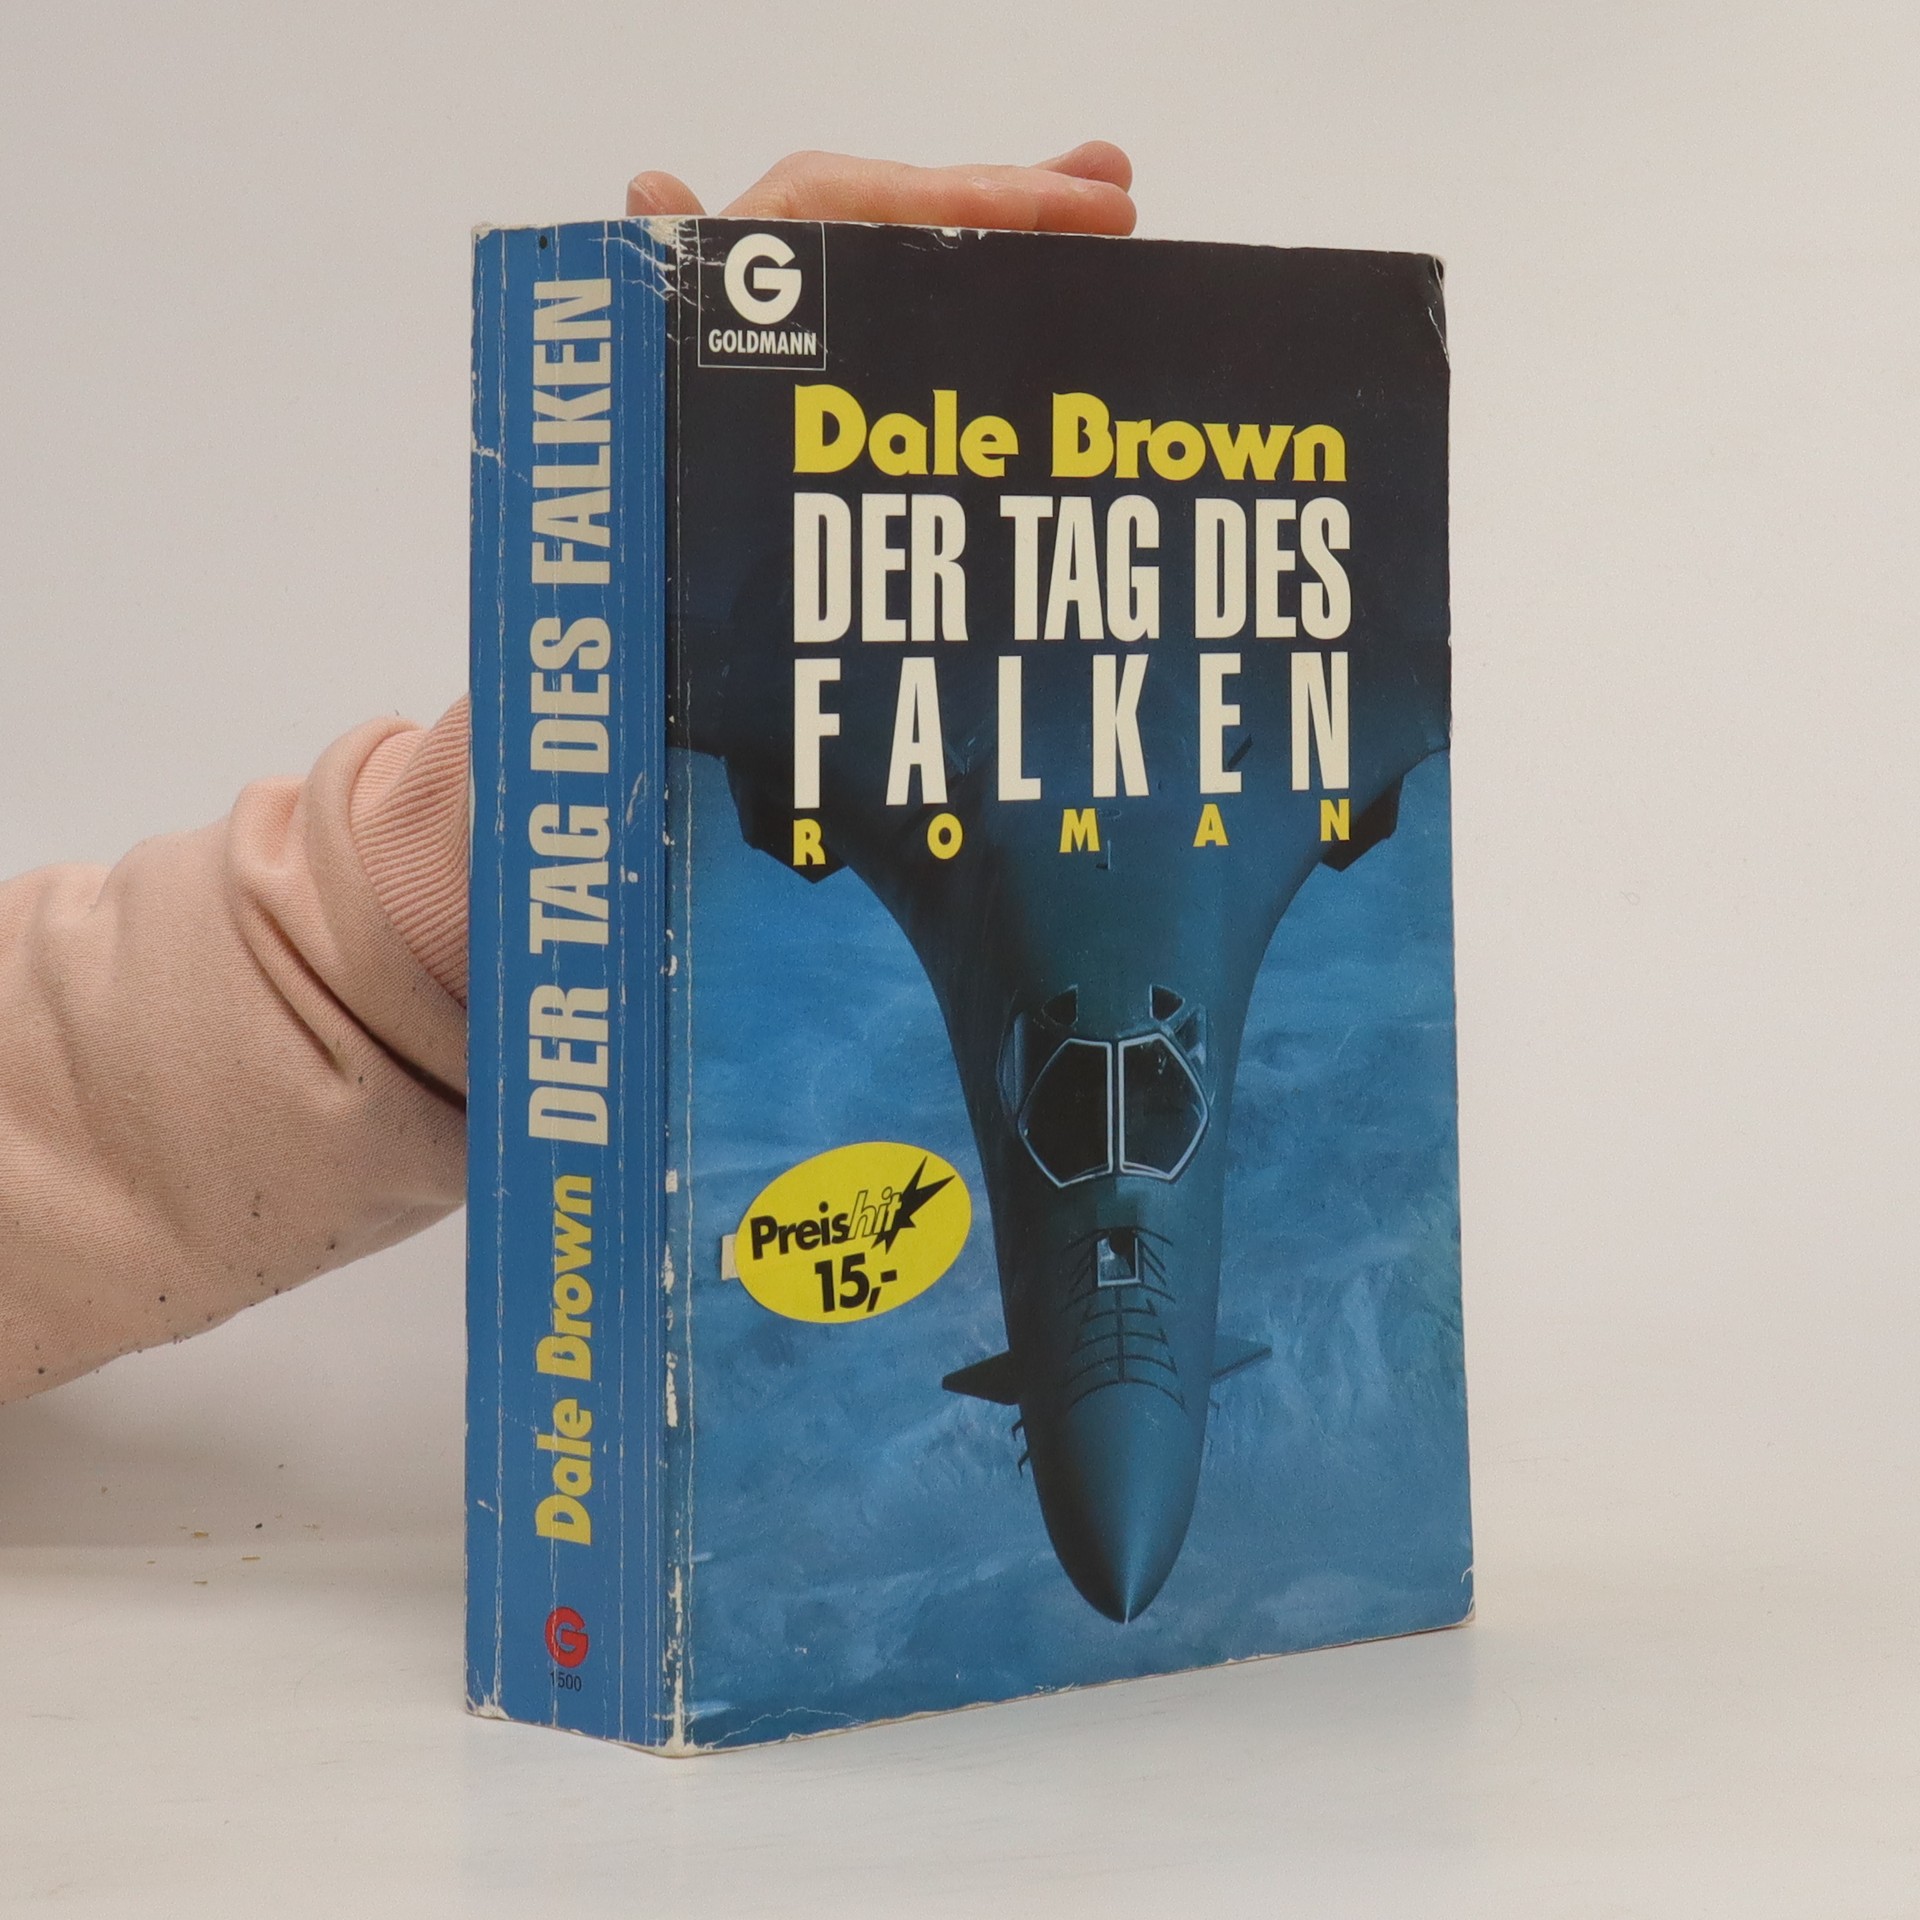 G
GOLDMANN
Dale Brown
DER TAG DES
FALKEN
ROMAN
Preishit
15,-
Dale Brown DER TAG DES FALKEN
G
1500